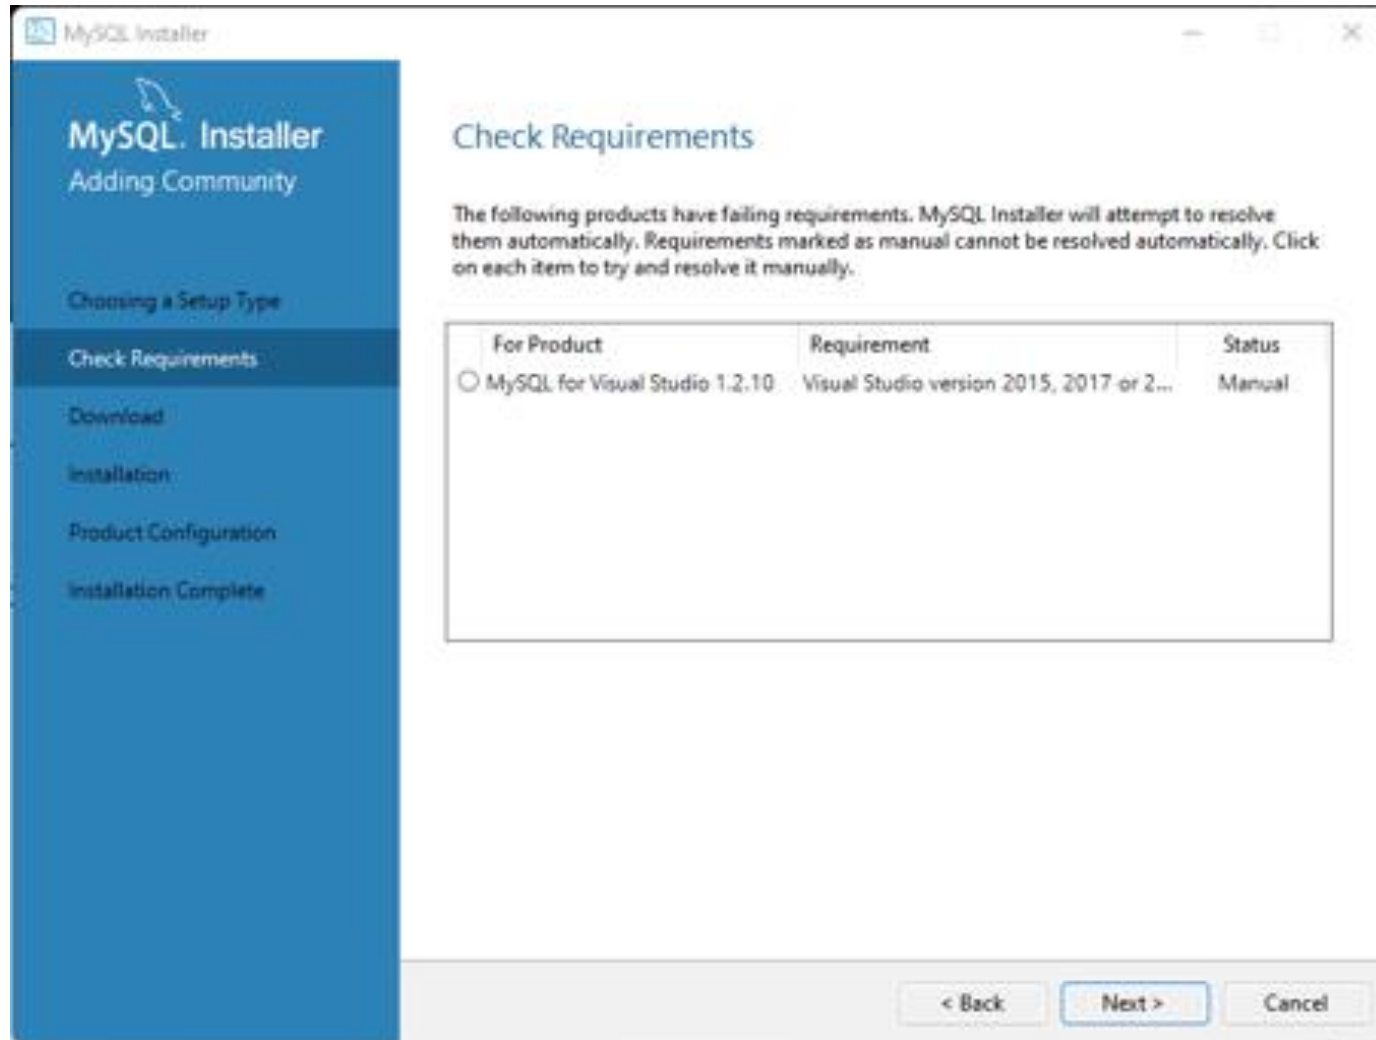 MySQL Installer
MySQL. Installer
Adding Community
Choosing a Setup Type
Check Requirements
Download
Installation
Product Configuration
Installation Complete
Check Requirements
The following products have failing requirements. MySQL Installer will attempt to resolve
them automatically. Requirements marked as manual cannot be resolved automatically. Click
on each item to try and resolve it manually.
For Product Requirement Status
MySQL for Visual Studio 1.2.10 Visual Studio version 2015, 2017 or 2... Manual
< Back Next > Cancel